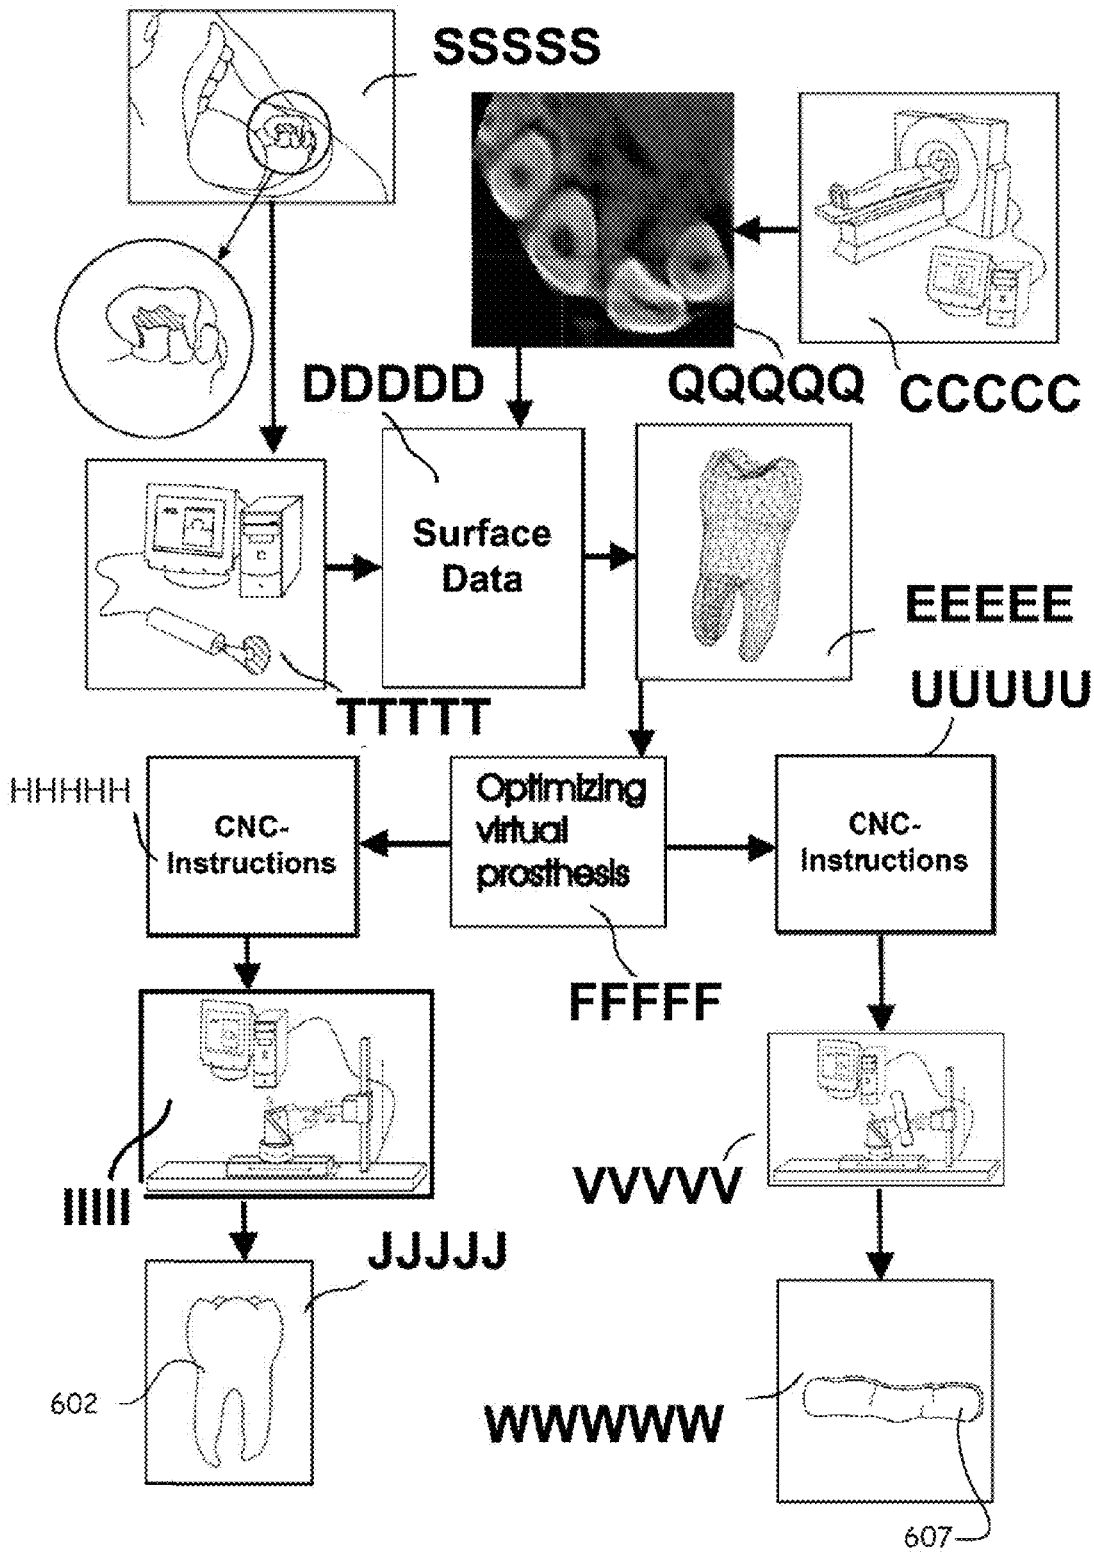 SSSSS
DDDDD
QQQQQ
CCCCC
Surface
Data
EEEEE
UUUUU
TTTTT
HHHHH
CNC-
Instructions
Optimizing
virtual
prosthesis
CNC-
Instructions
FFFFF
IIIII
VVVVV
JJJJJ
602
WWWWW
607